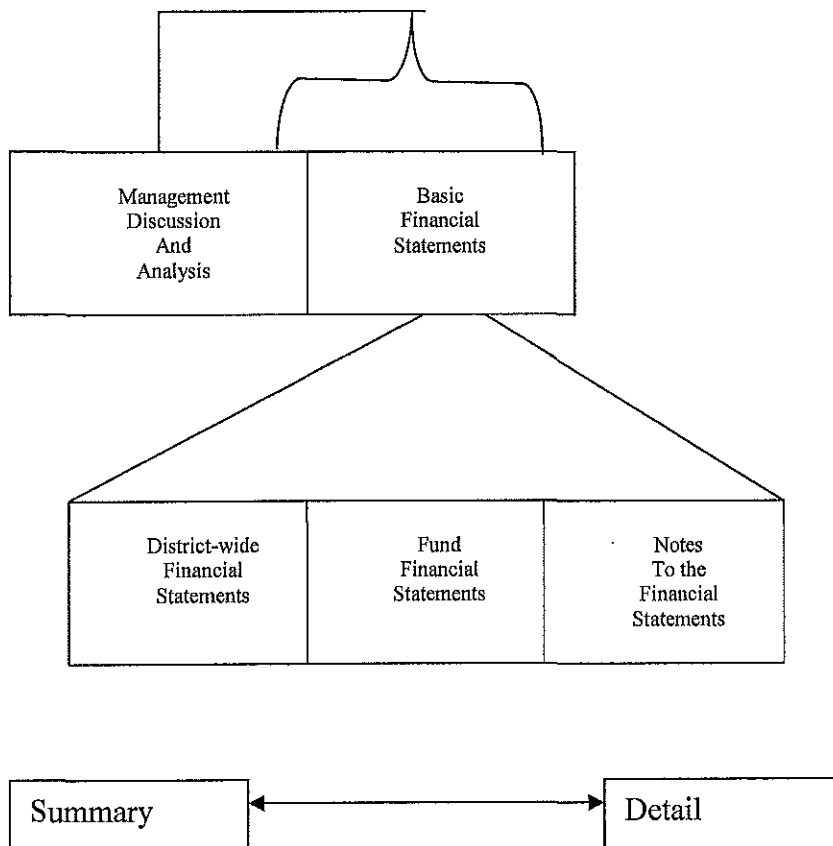 Management
Discussion
And
Analysis
Basic
Financial
Statements
District-wide
Financial
Statements
Fund
Financial
Statements
Notes
To the
Financial
Statements
Summary
Detail